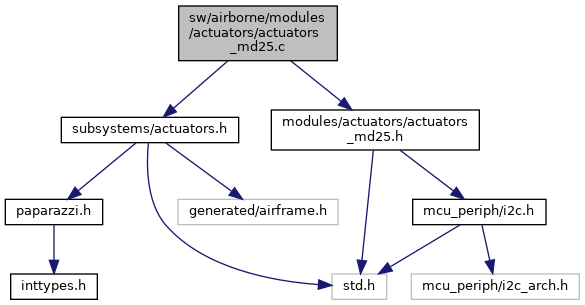 sw/airborne/modules
/actuators/actuators
_md25.c
subsystems/actuators.h
modules/actuators/actuators
_md25.h
paparazzi.h
generated/airframe.h
mcu_periph/i2c.h
inttypes.h
std.h
mcu_periph/i2c_arch.h